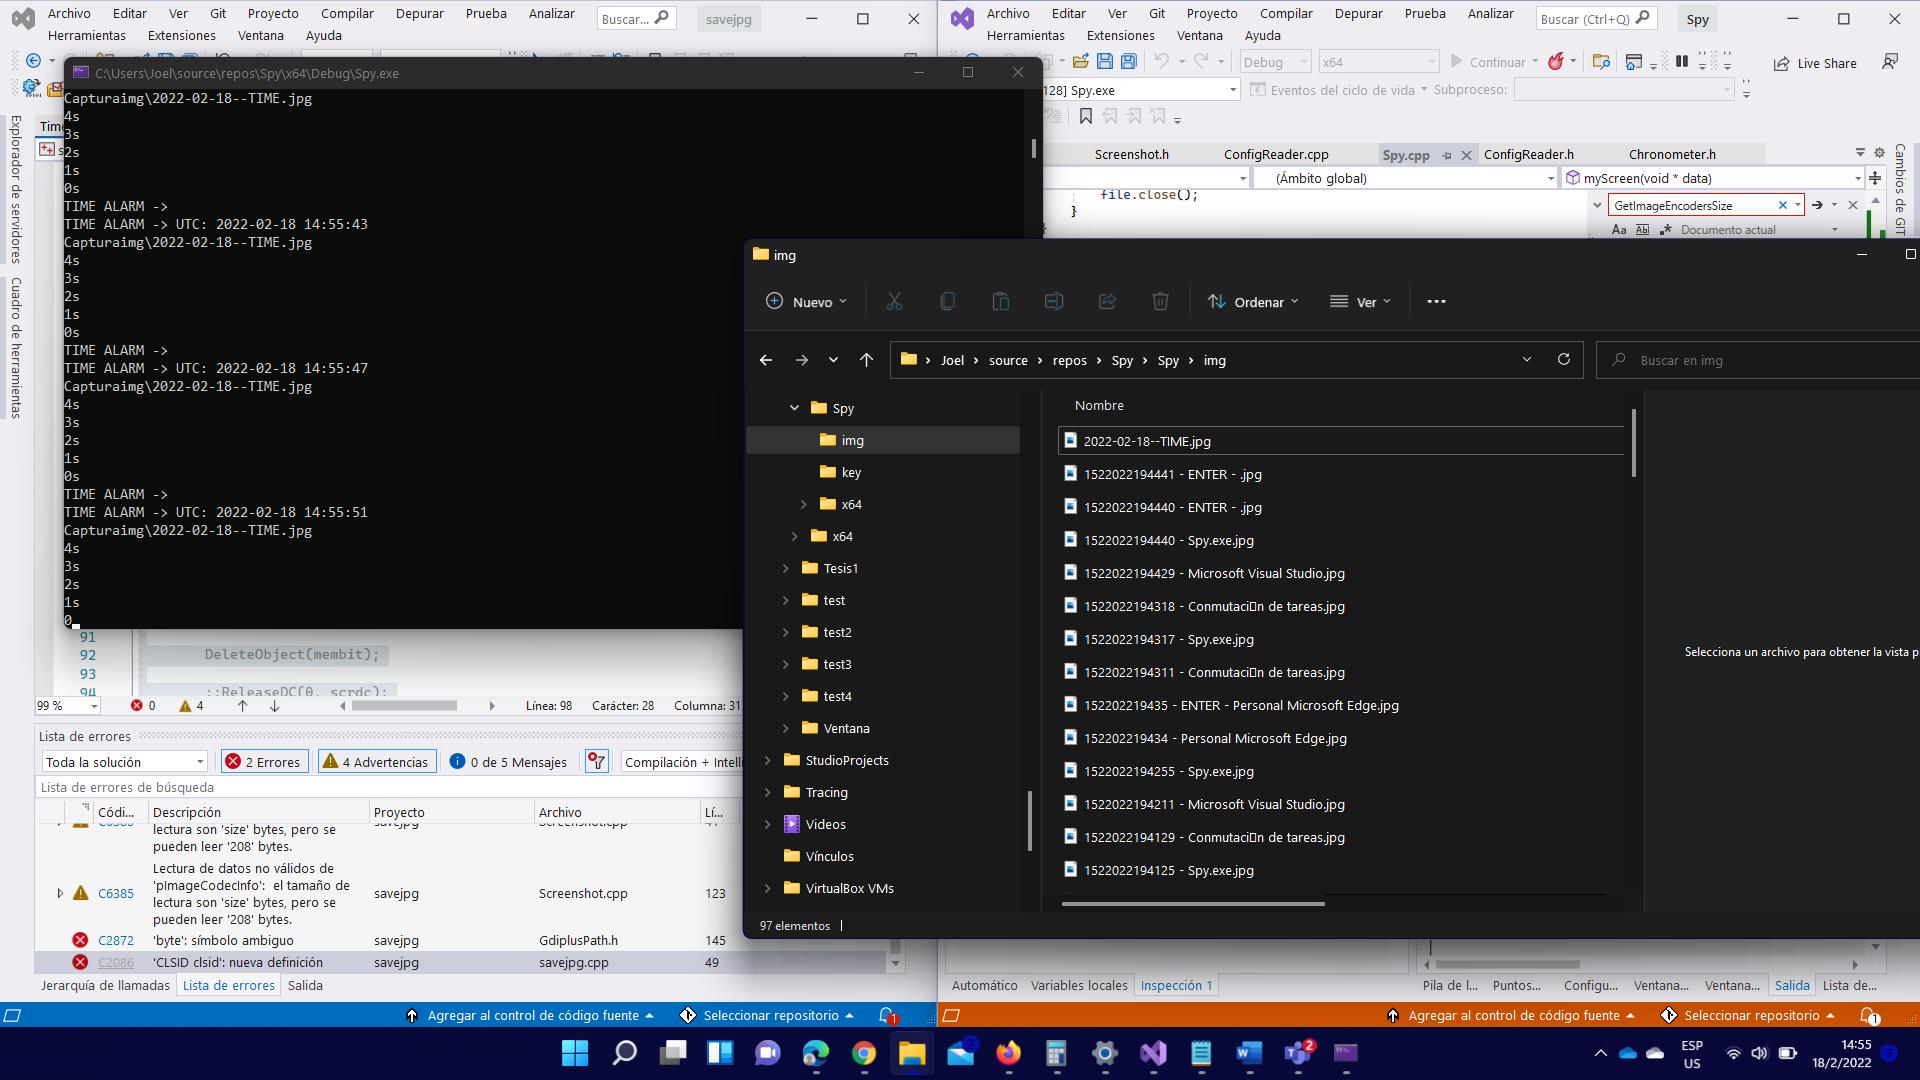 Archivo Editar Ver Git Proyecto Compilar Depurar Prueba Analizar
Herramientas Extensiones Ventana Ayuda
Buscar...
savejpg
Archivo Editar Ver Git Proyecto Compilar Depurar Prueba Analizar
Herramientas Extensiones Ventana Ayuda
Buscar (Ctrl+Q)
Spy
Debug x64 Continuar Live Share
128] Spy.exe Eventos del ciclo de vida Subproceso:
Screenshot.h ConfigReader.cpp Spy.cpp ConfigReader.h Chronometer.h
(Ámbito global) myScreen(void * data)
file.close();
}
GetImageEncodersSize
Aa Ab .* Documento actual
Cambios de GIT
Explorador de servidores
Cuadro de herramientas
C:\Users\Joel\source\repos\Spy\x64\Debug\Spy.exe
Capturaimg\2022-02-18--TIME.jpg
4s
3s
2s
1s
0s
TIME ALARM ->
TIME ALARM -> UTC: 2022-02-18 14:55:43
Capturaimg\2022-02-18--TIME.jpg
4s
3s
2s
1s
0s
TIME ALARM ->
TIME ALARM -> UTC: 2022-02-18 14:55:47
Capturaimg\2022-02-18--TIME.jpg
4s
3s
2s
1s
0s
TIME ALARM ->
TIME ALARM -> UTC: 2022-02-18 14:55:51
Capturaimg\2022-02-18--TIME.jpg
4s
3s
2s
1s
0
91
92 DeleteObject(membit);
93
94 ::ReleaseDC(0, scrdc);
99 % 0 4 Línea: 98 Carácter: 28 Columna: 31
Lista de errores
Toda la solución 2 Errores 4 Advertencias 0 de 5 Mensajes Compilación + Intelli
Lista de errores de búsqueda
Códi... Descripción Proyecto Archivo Lí...
lectura son 'size' bytes, pero se
pueden leer '208' bytes.
Lectura de datos no válidos de
'pImageCodecInfo': el tamaño de
C6385 lectura son 'size' bytes, pero se savejpg Screenshot.cpp 123
pueden leer '208' bytes.
C2872 'byte': símbolo ambiguo savejpg GdiplusPath.h 145
C2086 'CLSID clsid': nueva definición savejpg savejpg.cpp 49
Jerarquía de llamadas Lista de errores Salida
Agregar al control de código fuente Seleccionar repositorio 1
img
Nuevo Ordenar Ver
Joel › source › repos › Spy › Spy › img
Buscar en img
Spy
img
key
x64
x64
Tesis1
test
test2
test3
test4
Ventana
StudioProjects
Tracing
Videos
Vínculos
VirtualBox VMs
97 elementos
Nombre
2022-02-18--TIME.jpg
1522022194441 - ENTER - .jpg
1522022194440 - ENTER - .jpg
1522022194440 - Spy.exe.jpg
1522022194429 - Microsoft Visual Studio.jpg
1522022194318 - Conmutaci▯n de tareas.jpg
1522022194317 - Spy.exe.jpg
1522022194311 - Conmutaci▯n de tareas.jpg
152202219435 - ENTER - Personal Microsoft Edge.jpg
152202219434 - Personal Microsoft Edge.jpg
1522022194255 - Spy.exe.jpg
1522022194211 - Microsoft Visual Studio.jpg
1522022194129 - Conmutaci▯n de tareas.jpg
1522022194125 - Spy.exe.jpg
Selecciona un archivo para obtener la vista p
Automático Variables locales Inspección 1
Pila de l... Puntos... Configu... Ventana... Ventana... Salida Lista de...
Agregar al control de código fuente Seleccionar repositorio 1
2
2
ESP
US
14:55
18/2/2022